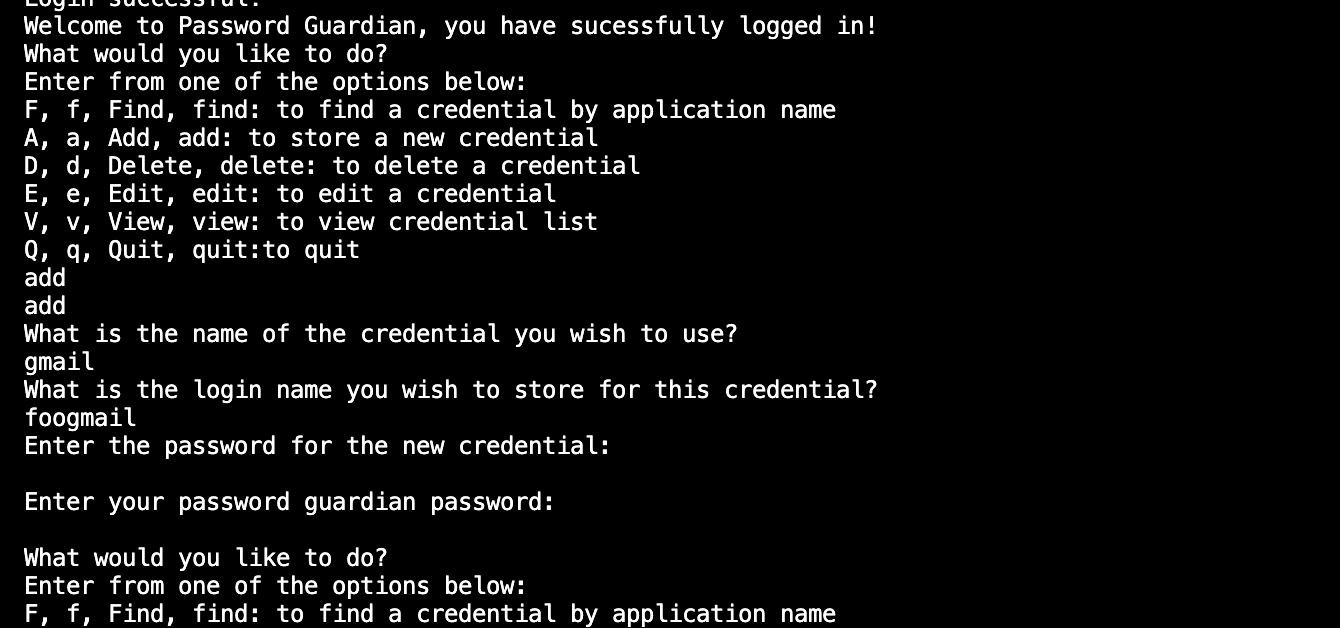 Login successful!
Welcome to Password Guardian, you have sucessfully logged in!
What would you like to do?
Enter from one of the options below:
F, f, Find, find: to find a credential by application name
A, a, Add, add: to store a new credential
D, d, Delete, delete: to delete a credential
E, e, Edit, edit: to edit a credential
V, v, View, view: to view credential list
Q, q, Quit, quit:to quit
add
add
What is the name of the credential you wish to use?
gmail
What is the login name you wish to store for this credential?
foogmail
Enter the password for the new credential:
Enter your password guardian password:
What would you like to do?
Enter from one of the options below:
F, f, Find, find: to find a credential by application name